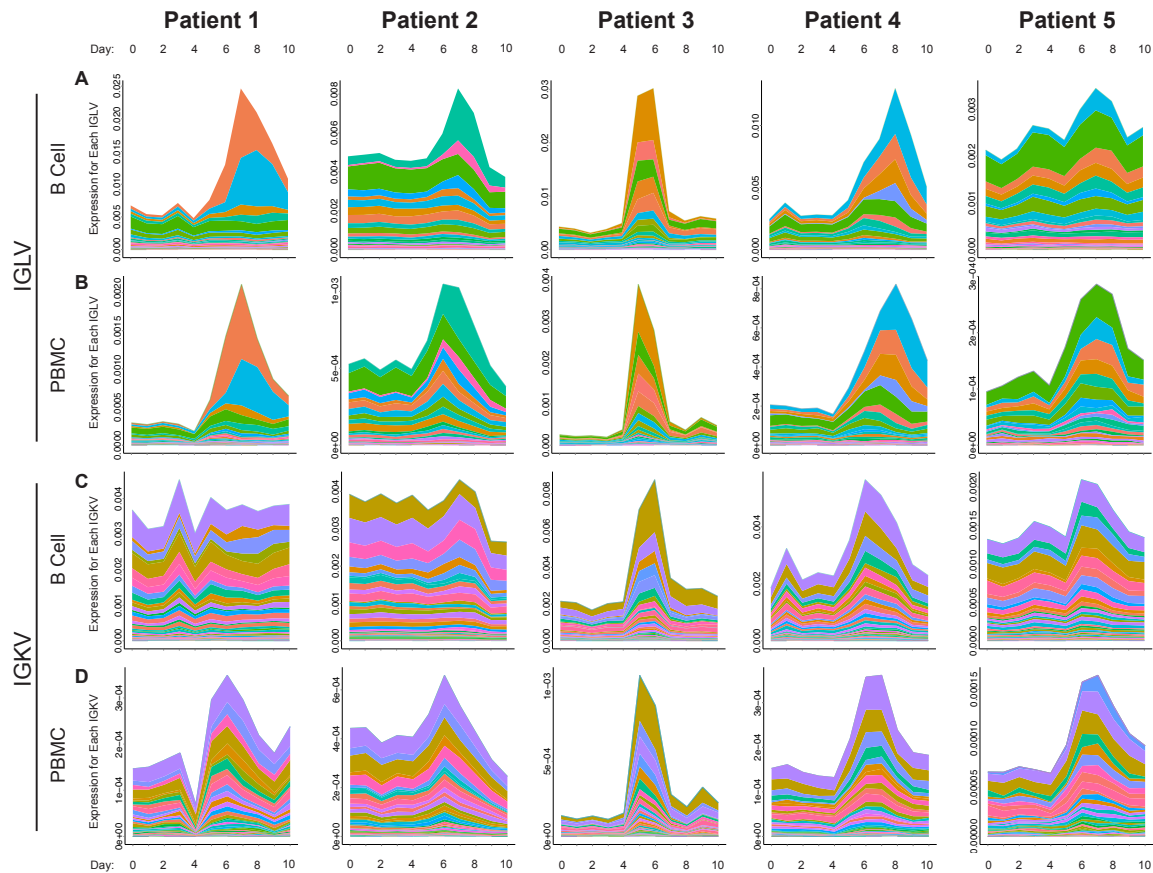 Patient 1 Patient 2 Patient 3 Patient 4 Patient 5
Day: 0 2 4 6 8 10 0 2 4 6 8 10 0 2 4 6 8 10 0 2 4 6 8 10 0 2 4 6 8 10
IGLV
B Cell
A
Expression for Each IGLV
0.025
0.020
0.015
0.010
0.005
0.000
0.008
0.006
0.004
0.002
0.000
0.03
0.02
0.01
0.00
0.010
0.005
0.000
0.003
0.002
0.001
0.000
PBMC
B
Expression for Each IGLV
0.0020
0.0015
0.0010
0.0005
0.0000
1e−03
5e−04
0e+00
0.004
0.003
0.002
0.001
0.000
8e−04
6e−04
4e−04
2e−04
0e+00
3e−04
2e−04
1e−04
0e+00
IGKV
B Cell
C
Expression for Each IGKV
0.004
0.003
0.002
0.001
0.000
0.004
0.003
0.002
0.001
0.000
0.008
0.006
0.004
0.002
0.000
0.004
0.002
0.000
0.0020
0.0015
0.0010
0.0005
0.0000
PBMC
D
Expression for Each IGKV
3e−04
2e−04
1e−04
0e+00
6e−04
4e−04
2e−04
0e+00
1e−03
5e−04
0e+00
3e−04
2e−04
1e−04
0e+00
0.00015
0.00010
0.00005
0.00000
Day: 0 2 4 6 8 10 0 2 4 6 8 10 0 2 4 6 8 10 0 2 4 6 8 10 0 2 4 6 8 10